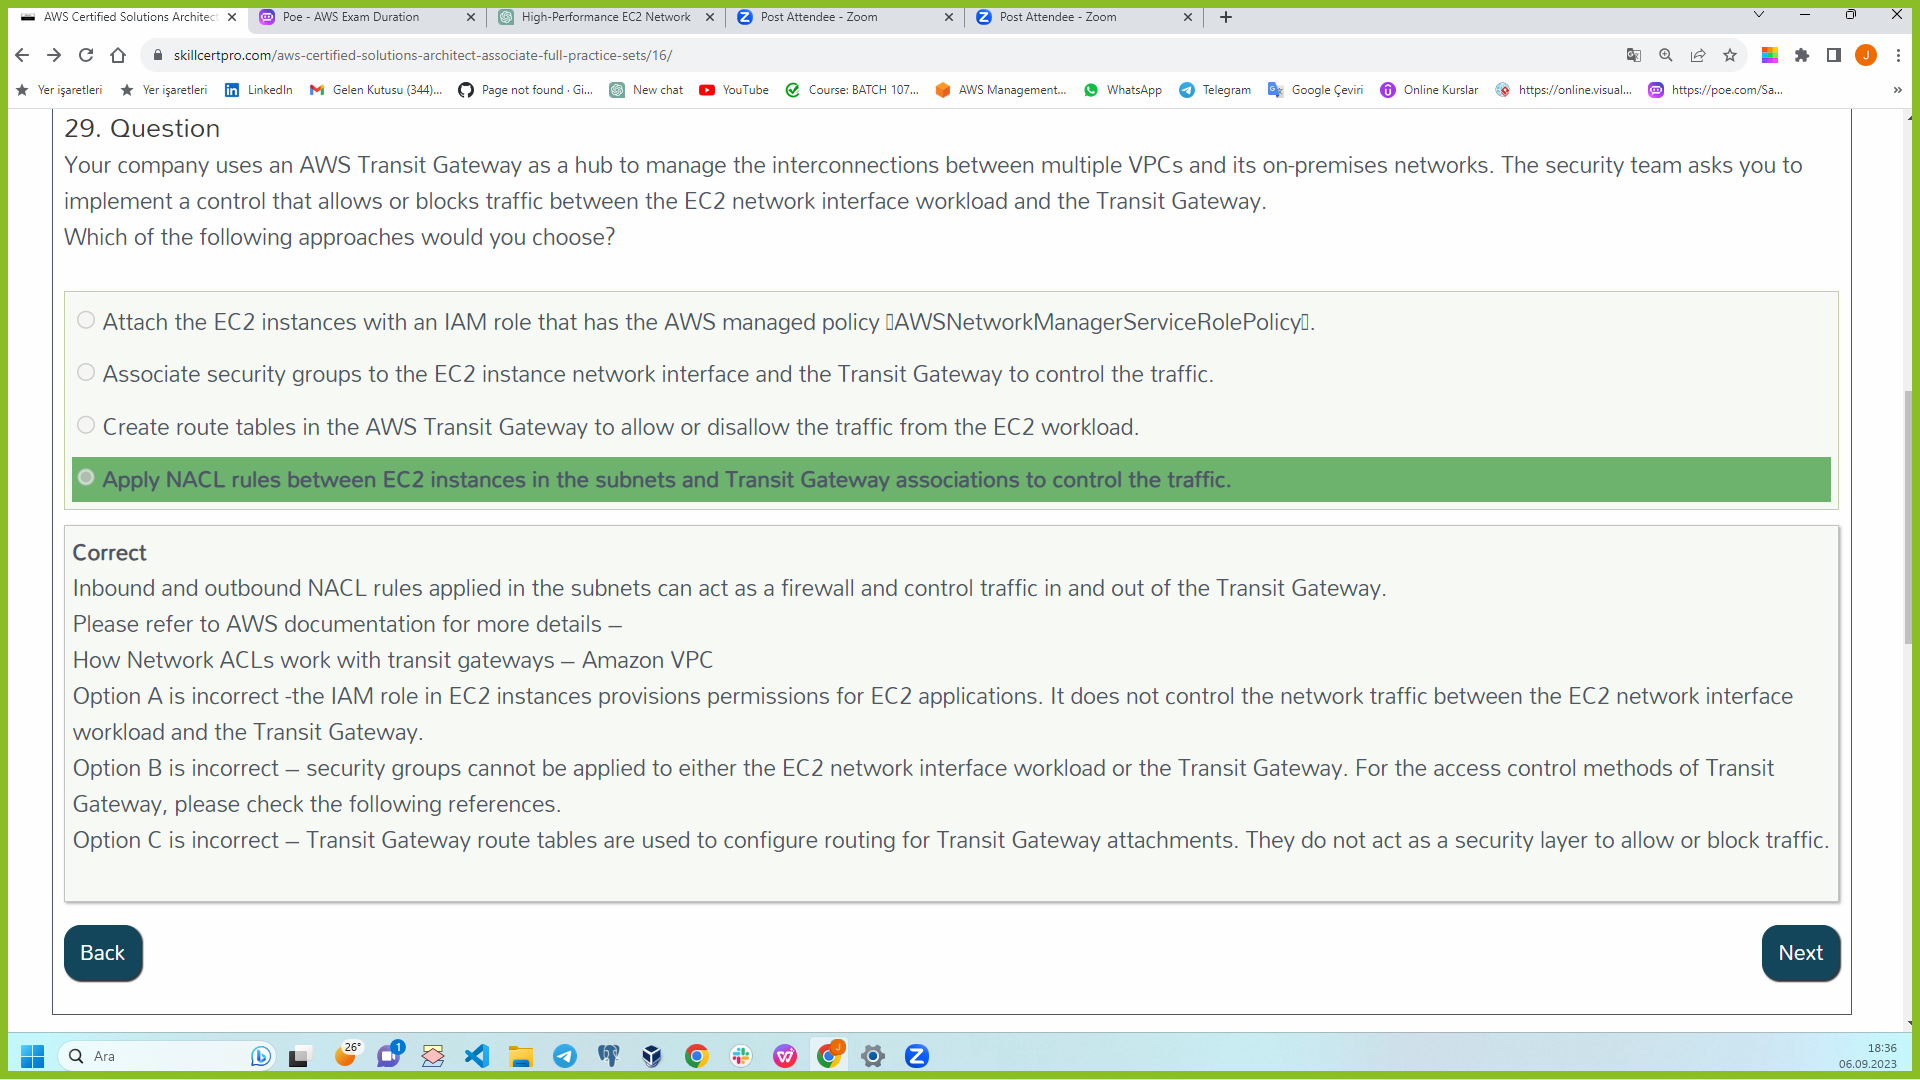 AWS Certified Solutions Architect
Poe - AWS Exam Duration
High-Performance EC2 Network
Post Attendee - Zoom
Post Attendee - Zoom
skillcertpro.com/aws-certified-solutions-architect-associate-full-practice-sets/16/
J
Yer işaretleri
Yer işaretleri
LinkedIn
Gelen Kutusu (344)...
Page not found · Gi...
New chat
YouTube
Course: BATCH 107...
AWS Management...
WhatsApp
Telegram
Google Çeviri
Online Kurslar
https://online.visual...
https://poe.com/Sa...
»
29. Question
Your company uses an AWS Transit Gateway as a hub to manage the interconnections between multiple VPCs and its on-premises networks. The security team asks you to
implement a control that allows or blocks traffic between the EC2 network interface workload and the Transit Gateway.
Which of the following approaches would you choose?
Attach the EC2 instances with an IAM role that has the AWS managed policy AWSNetworkManagerServiceRolePolicy.
Associate security groups to the EC2 instance network interface and the Transit Gateway to control the traffic.
Create route tables in the AWS Transit Gateway to allow or disallow the traffic from the EC2 workload.
Apply NACL rules between EC2 instances in the subnets and Transit Gateway associations to control the traffic.
Correct
Inbound and outbound NACL rules applied in the subnets can act as a firewall and control traffic in and out of the Transit Gateway.
Please refer to AWS documentation for more details –
How Network ACLs work with transit gateways – Amazon VPC
Option A is incorrect -the IAM role in EC2 instances provisions permissions for EC2 applications. It does not control the network traffic between the EC2 network interface
workload and the Transit Gateway.
Option B is incorrect – security groups cannot be applied to either the EC2 network interface workload or the Transit Gateway. For the access control methods of Transit
Gateway, please check the following references.
Option C is incorrect – Transit Gateway route tables are used to configure routing for Transit Gateway attachments. They do not act as a security layer to allow or block traffic.
Back
Next
Ara
26°
1
J
18:36
06.09.2023